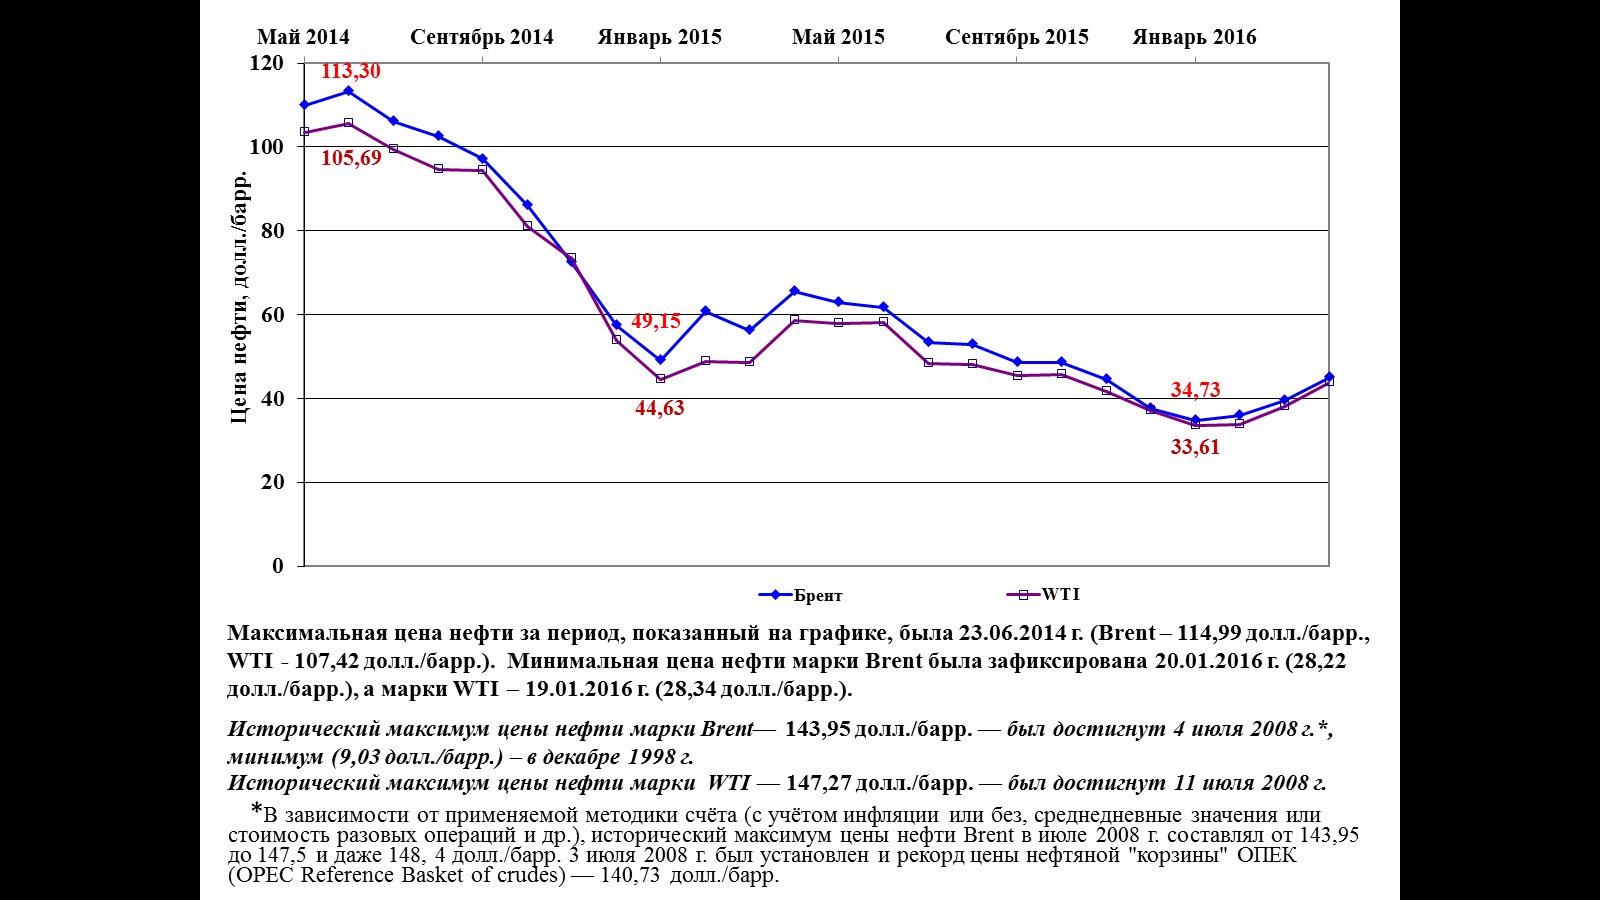 Май 2014 Сентябрь 2014 Январь 2015 Май 2015 Сентябрь 2015 Январь 2016
120
113,30
100
105,69
80
60
49,15
40
44,63
34,73
33,61
20
0
Цена нефти, долл./барр.
Брент WTI
Максимальная цена нефти за период, показанный на графике, была 23.06.2014 г. (Brent – 114,99 долл./барр.,
WTI - 107,42 долл./барр.). Минимальная цена нефти марки Brent была зафиксирована 20.01.2016 г. (28,22
долл./барр.), а марки WTI – 19.01.2016 г. (28,34 долл./барр.).
Исторический максимум цены нефти марки Brent— 143,95 долл./барр. — был достигнут 4 июля 2008 г.*,
минимум (9,03 долл./барр.) – в декабре 1998 г.
Исторический максимум цены нефти марки WTI — 147,27 долл./барр. — был достигнут 11 июля 2008 г.
*В зависимости от применяемой методики счёта (с учётом инфляции или без, среднедневные значения или
стоимость разовых операций и др.), исторический максимум цены нефти Brent в июле 2008 г. составлял от 143,95
до 147,5 и даже 148, 4 долл./барр. 3 июля 2008 г. был установлен и рекорд цены нефтяной "корзины" ОПЕК
(OPEC Reference Basket of crudes) — 140,73 долл./барр.